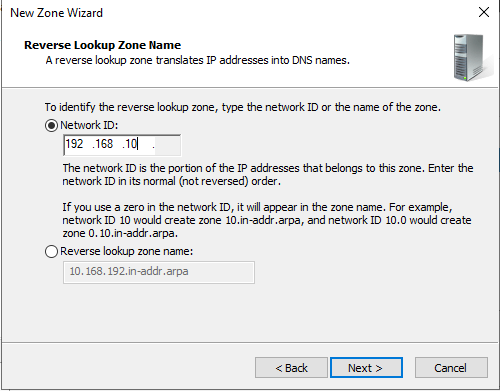 New Zone Wizard
Reverse Lookup Zone Name
A reverse lookup zone translates IP addresses into DNS names.
To identify the reverse lookup zone, type the network ID or the name of the zone.
Network ID:
192 .168 .10 .
The network ID is the portion of the IP addresses that belongs to this zone. Enter the
network ID in its normal (not reversed) order.
If you use a zero in the network ID, it will appear in the zone name. For example,
network ID 10 would create zone 10.in-addr.arpa, and network ID 10.0 would create
zone 0.10.in-addr.arpa.
Reverse lookup zone name:
10.168.192.in-addr.arpa
< Back Next > Cancel